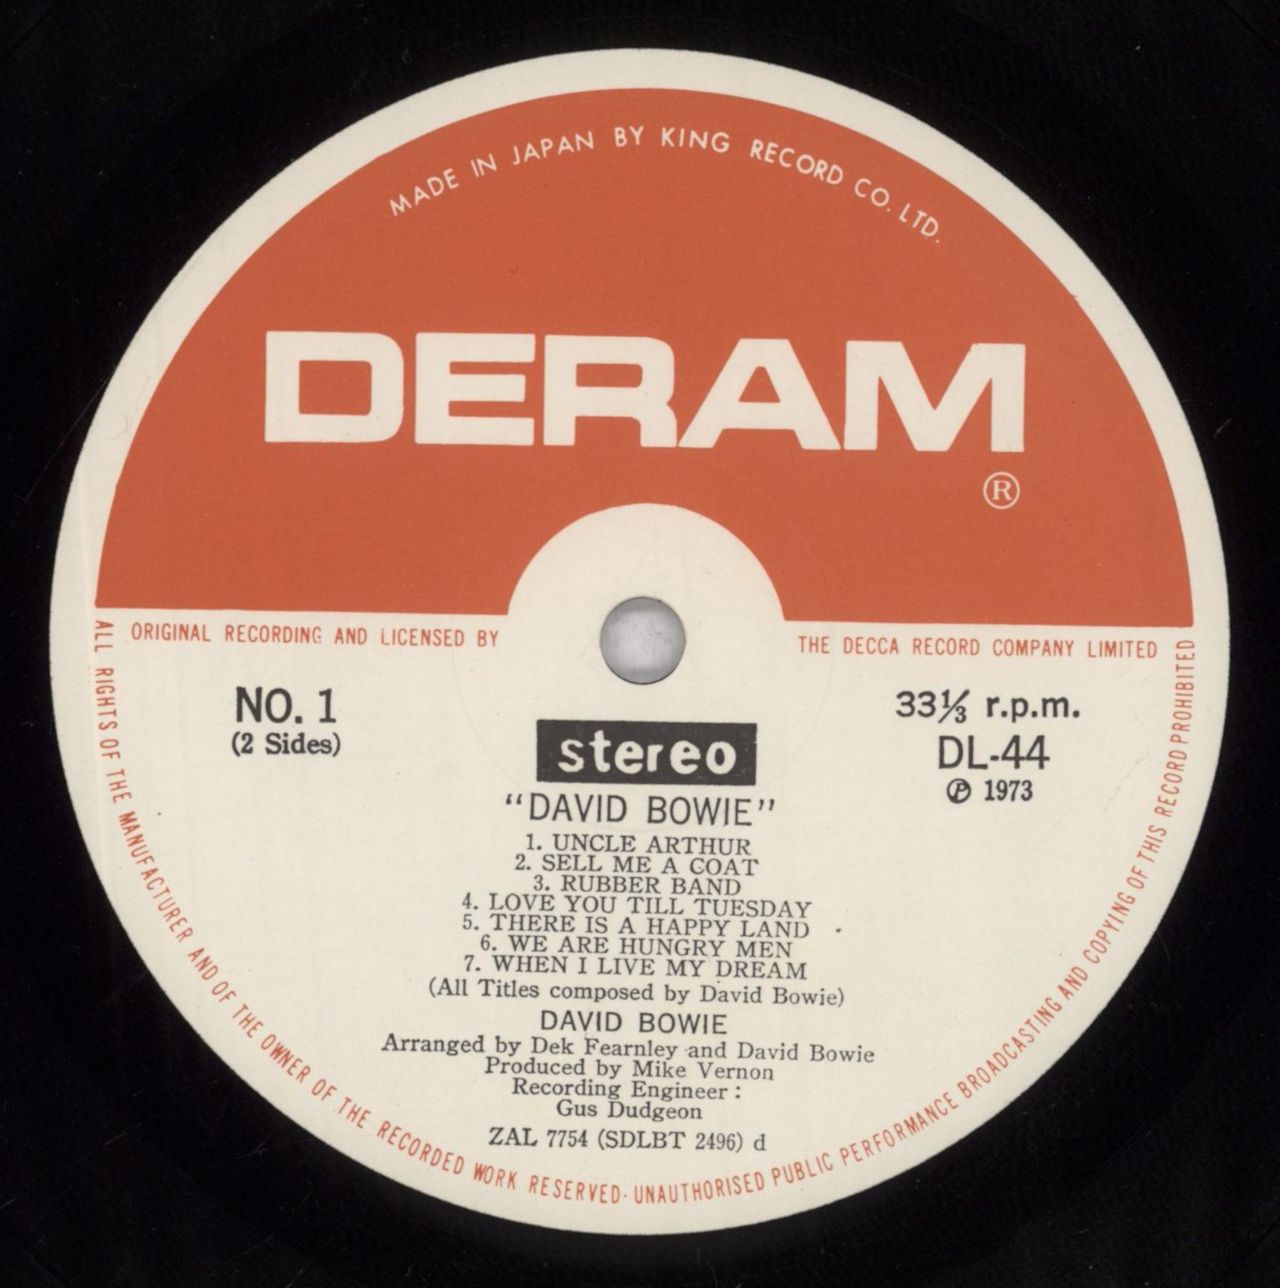 MADE IN JAPAN BY KING RECORD CO. LTD.
DERAM
®
ORIGINAL RECORDING AND LICENSED BY
THE DECCA RECORD COMPANY LIMITED
NO. 1
(2 Sides)
33⅓ r.p.m.
DL-44
℗ 1973
stereo
"DAVID BOWIE"
1. UNCLE ARTHUR
2. SELL ME A COAT
3. RUBBER BAND
4. LOVE YOU TILL TUESDAY
5. THERE IS A HAPPY LAND
6. WE ARE HUNGRY MEN
7. WHEN I LIVE MY DREAM
(All Titles composed by David Bowie)
DAVID BOWIE
Arranged by Dek Fearnley and David Bowie
Produced by Mike Vernon
Recording Engineer :
Gus Dudgeon
ZAL 7754 (SDLBT 2496) d
ALL RIGHTS OF THE MANUFACTURER AND OF THE OWNER OF THE RECORDED WORK RESERVED· UNAUTHORISED PUBLIC PERFORMANCE BROADCASTING AND COPYING OF THIS RECORD PROHIBITED